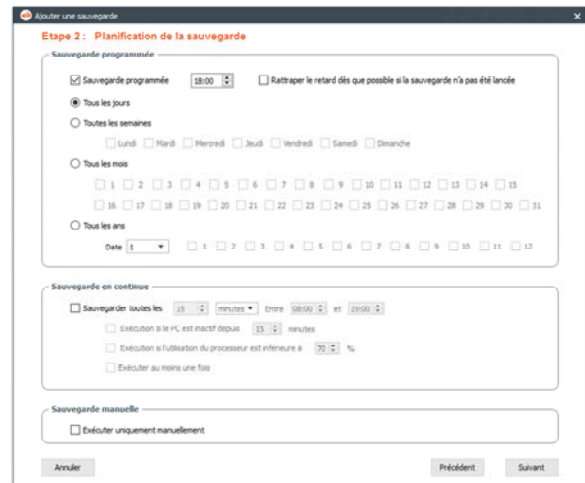 Ajouter une sauvegarde
Etape 2 : Planification de la sauvegarde
Sauvegarde programmée
Sauvegarde programmée 18:00 Rattraper le retard dès que possible si la sauvegarde n'a pas été lancée
Tous les jours
Toutes les semaines
Lundi Mardi Mercredi Jeudi Vendredi Samedi Dimanche
Tous les mois
1 2 3 4 5 6 7 8 9 10 11 12 13 14 15
16 17 18 19 20 21 22 23 24 25 26 27 28 29 30 31
Tous les ans
Date 1 1 2 3 4 5 6 7 8 9 10 11 12
Sauvegarde en continue
Sauvegarder toutes les 15 minutes Entre 08:00 et 19:00
Exécution si le PC est inactif depuis 15 minutes
Exécution si l'utilisation du processeur est inférieure à 70 %
Exécuter au moins une fois
Sauvegarde manuelle
Exécuter uniquement manuellement
Annuler Précédent Suivant